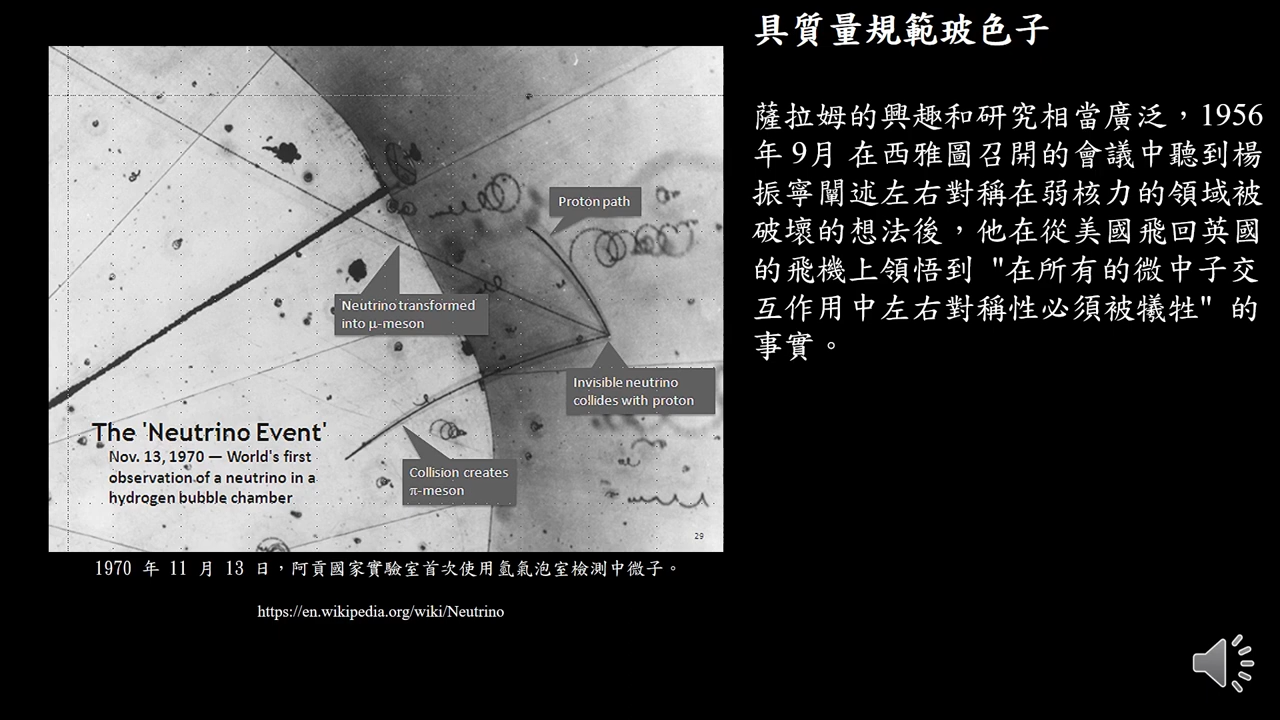 具質量規範玻色子
薩拉姆的興趣和研究相當廣泛，1956
年 9月 在西雅圖召開的會議中聽到楊
振寧闡述左右對稱在弱核力的領域被
破壞的想法後，他在從美國飛回英國
的飛機上領悟到 "在所有的微中子交
互作用中左右對稱性必須被犧牲" 的
事實。
Proton path
Neutrino transformed
into μ-meson
Invisible neutrino
collides with proton
The 'Neutrino Event'
Nov. 13, 1970 — World's first
observation of a neutrino in a
hydrogen bubble chamber
Collision creates
π-meson
29
1970 年 11 月 13 日，阿貢國家實驗室首次使用氫氣泡室檢測中微子。
https://en.wikipedia.org/wiki/Neutrino